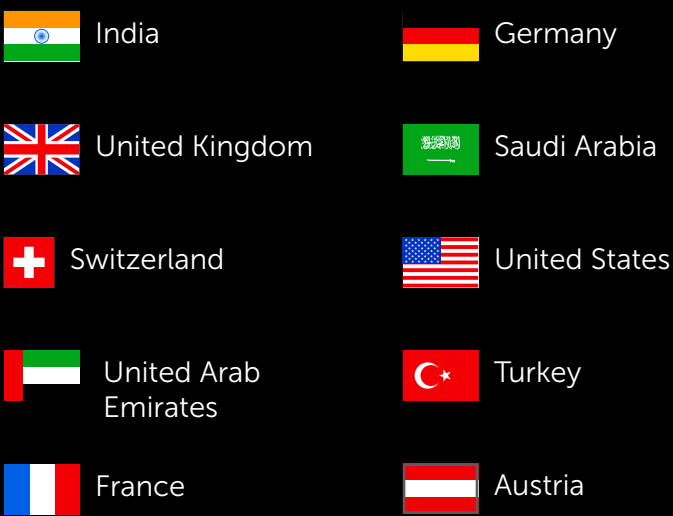 India
Germany
United Kingdom
Saudi Arabia
Switzerland
United States
United Arab
Emirates
Turkey
France
Austria